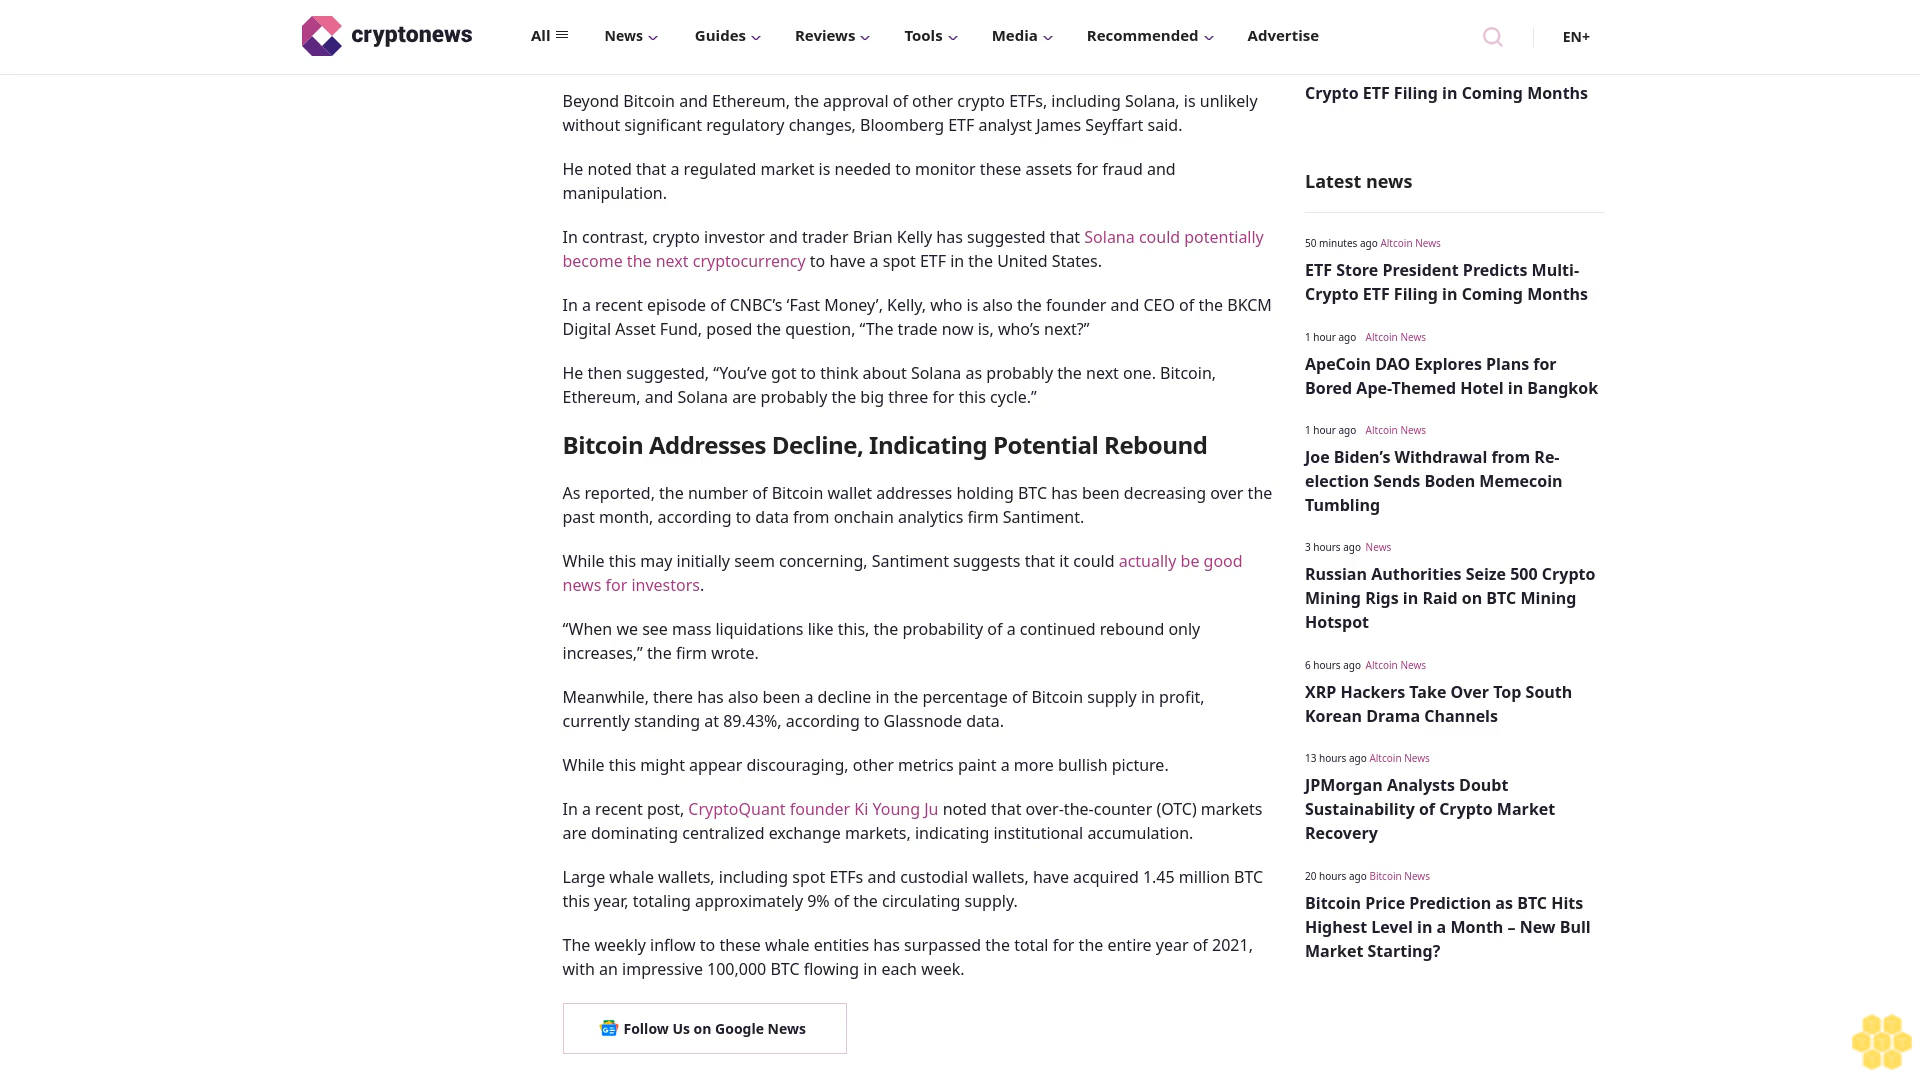 cryptonews
All
News
Guides
Reviews
Tools
Media
Recommended
Advertise
EN+
Beyond Bitcoin and Ethereum, the approval of other crypto ETFs, including Solana, is unlikely
without significant regulatory changes, Bloomberg ETF analyst James Seyffart said.
He noted that a regulated market is needed to monitor these assets for fraud and
manipulation.
In contrast, crypto investor and trader Brian Kelly has suggested that Solana could potentially
become the next cryptocurrency to have a spot ETF in the United States.
In a recent episode of CNBC’s ‘Fast Money’, Kelly, who is also the founder and CEO of the BKCM
Digital Asset Fund, posed the question, “The trade now is, who’s next?”
He then suggested, “You’ve got to think about Solana as probably the next one. Bitcoin,
Ethereum, and Solana are probably the big three for this cycle.”
Bitcoin Addresses Decline, Indicating Potential Rebound
As reported, the number of Bitcoin wallet addresses holding BTC has been decreasing over the
past month, according to data from onchain analytics firm Santiment.
While this may initially seem concerning, Santiment suggests that it could actually be good
news for investors.
“When we see mass liquidations like this, the probability of a continued rebound only
increases,” the firm wrote.
Meanwhile, there has also been a decline in the percentage of Bitcoin supply in profit,
currently standing at 89.43%, according to Glassnode data.
While this might appear discouraging, other metrics paint a more bullish picture.
In a recent post, CryptoQuant founder Ki Young Ju noted that over-the-counter (OTC) markets
are dominating centralized exchange markets, indicating institutional accumulation.
Large whale wallets, including spot ETFs and custodial wallets, have acquired 1.45 million BTC
this year, totaling approximately 9% of the circulating supply.
The weekly inflow to these whale entities has surpassed the total for the entire year of 2021,
with an impressive 100,000 BTC flowing in each week.
Follow Us on Google News
Crypto ETF Filing in Coming Months
Latest news
50 minutes ago Altcoin News
ETF Store President Predicts Multi-
Crypto ETF Filing in Coming Months
1 hour ago Altcoin News
ApeCoin DAO Explores Plans for
Bored Ape-Themed Hotel in Bangkok
1 hour ago Altcoin News
Joe Biden’s Withdrawal from Re-
election Sends Boden Memecoin
Tumbling
3 hours ago News
Russian Authorities Seize 500 Crypto
Mining Rigs in Raid on BTC Mining
Hotspot
6 hours ago Altcoin News
XRP Hackers Take Over Top South
Korean Drama Channels
13 hours ago Altcoin News
JPMorgan Analysts Doubt
Sustainability of Crypto Market
Recovery
20 hours ago Bitcoin News
Bitcoin Price Prediction as BTC Hits
Highest Level in a Month – New Bull
Market Starting?